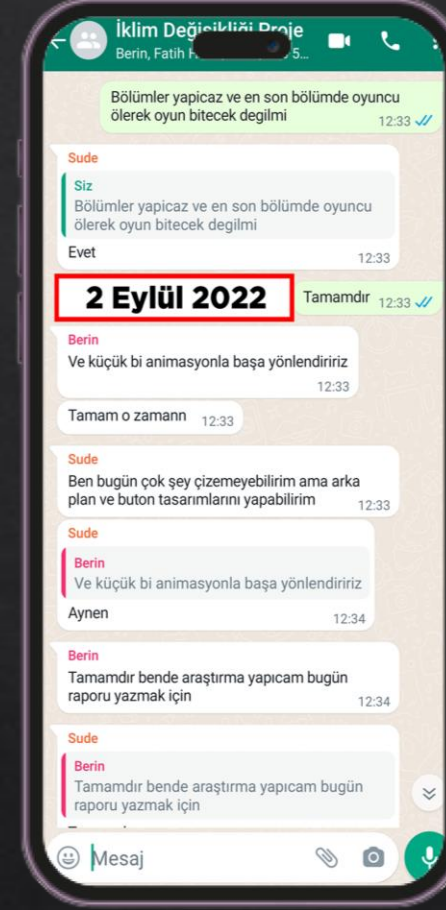 İklim Değişikliği Proje
Berin, Fatih
5...
Bölümler yapicaz ve en son bölümde oyuncu
ölerek oyun bitecek degilmi
12:33
Sude
Siz
Bölümler yapicaz ve en son bölümde oyuncu
ölerek oyun bitecek degilmi
Evet
12:33
2 Eylül 2022
Tamamdır 12:33
Berin
Ve küçük bi animasyonla başa yönlendiririz
12:33
Tamam o zamann 12:33
Sude
Ben bugün çok şey çizemeyebilirim ama arka
plan ve buton tasarımlarını yapabilirim
12:33
Sude
Berin
Ve küçük bi animasyonla başa yönlendiririz
Aynen
12:34
Berin
Tamamdır bende araştırma yapıcam bugün
raporu yazmak için
12:34
Sude
Berin
Tamamdır bende araştırma yapıcam bugün
raporu yazmak için
Mesaj